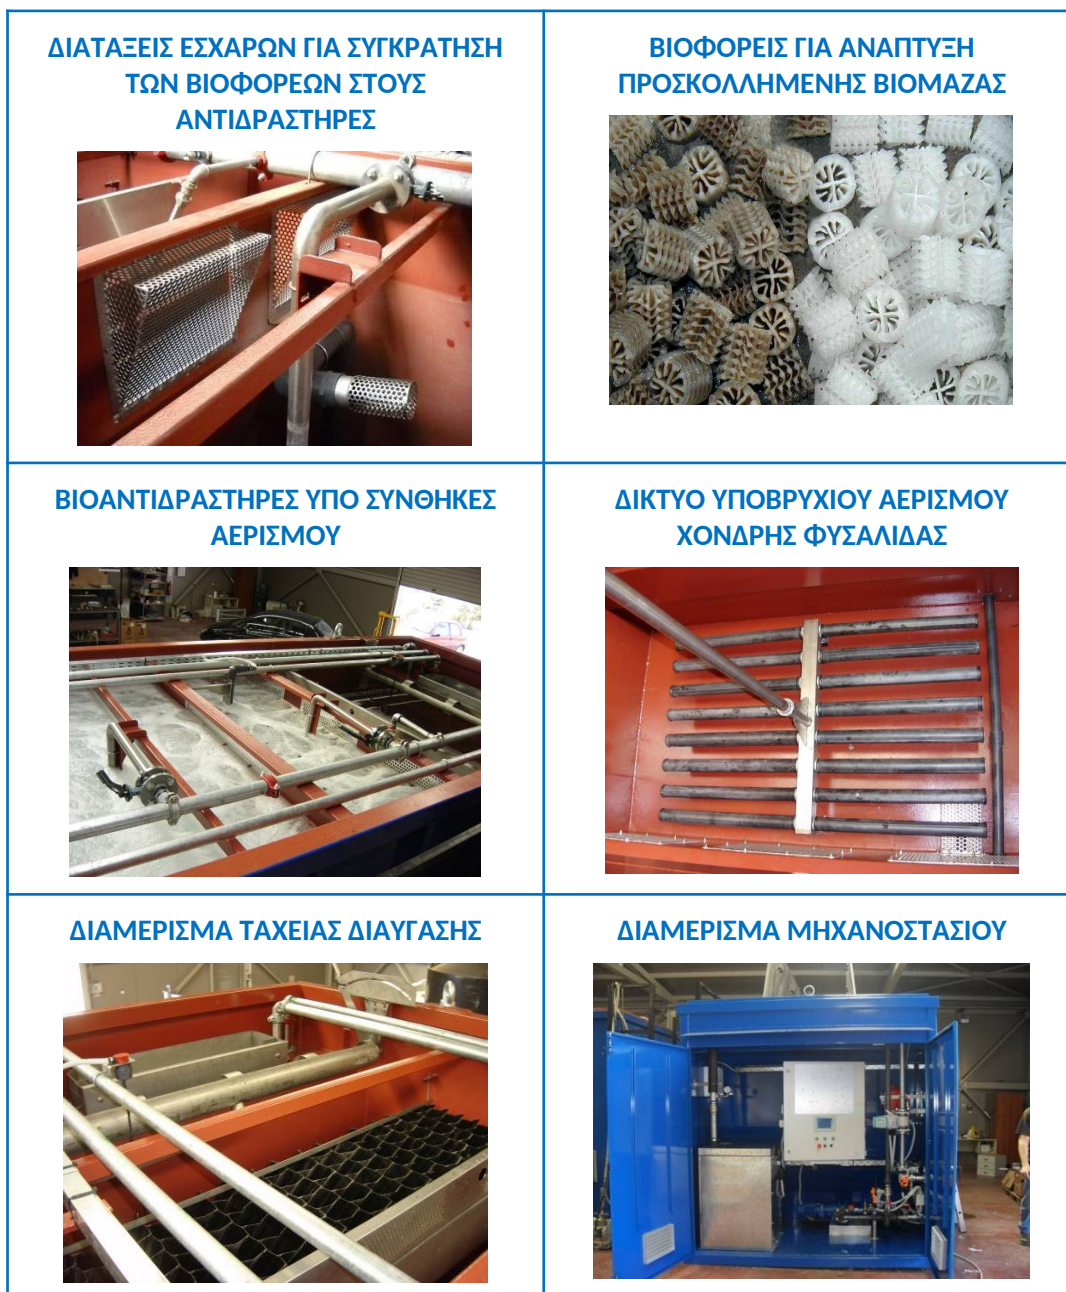 ΔΙΑΤΑΞΕΙΣ ΕΣΧΑΡΩΝ ΓΙΑ ΣΥΓΚΡΑΤΗΣΗ
ΤΩΝ ΒΙΟΦΟΡΕΩΝ ΣΤΟΥΣ
ΑΝΤΙΔΡΑΣΤΗΡΕΣ
ΒΙΟΦΟΡΕΙΣ ΓΙΑ ΑΝΑΠΤΥΞΗ
ΠΡΟΣΚΟΛΛΗΜΕΝΗΣ ΒΙΟΜΑΖΑΣ
ΒΙΟΑΝΤΙΔΡΑΣΤΗΡΕΣ ΥΠΟ ΣΥΝΘΗΚΕΣ
ΑΕΡΙΣΜΟΥ
ΔΙΚΤΥΟ ΥΠΟΒΡΥΧΙΟΥ ΑΕΡΙΣΜΟΥ
ΧΟΝΔΡΗΣ ΦΥΣΑΛΙΔΑΣ
ΔΙΑΜΕΡΙΣΜΑ ΤΑΧΕΙΑΣ ΔΙΑΥΓΑΣΗΣ
ΔΙΑΜΕΡΙΣΜΑ ΜΗΧΑΝΟΣΤΑΣΙΟΥ